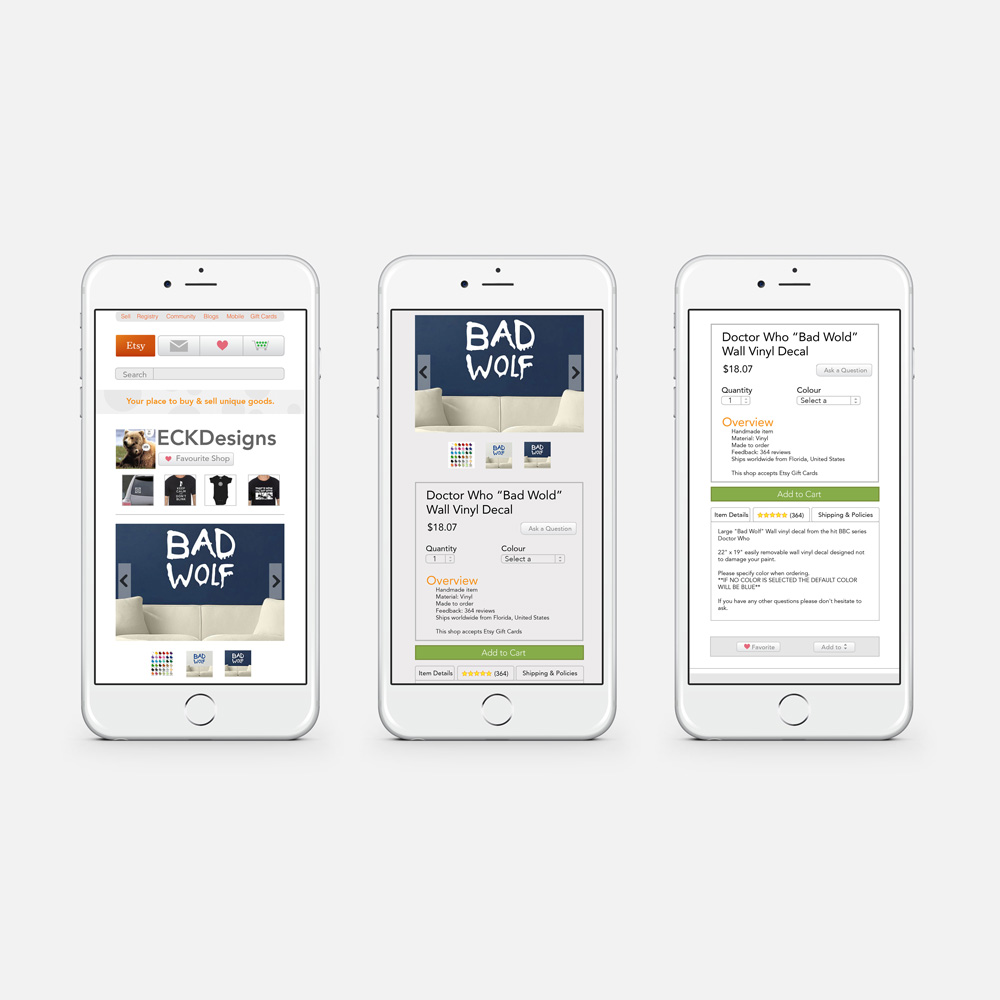 Sell Registry Community Blogs Mobile Gift Cards
Etsy
Search
Your place to buy & sell unique goods.
ECKDesigns
Favourite Shop
BAD
WOLF
BAD
WOLF
BAD
WOLF
BAD
WOLF
BAD
WOLF
BAD
WOLF
Doctor Who “Bad Wold”
Wall Vinyl Decal
$18.07
Ask a Question
Quantity Colour
1 Select a
Overview
Handmade item
Material: Vinyl
Made to order
Feedback: 364 reviews
Ships worldwide from Florida, United States
This shop accepts Etsy Gift Cards
Add to Cart
Item Details (364) Shipping & Policies
Doctor Who “Bad Wold”
Wall Vinyl Decal
$18.07
Ask a Question
Quantity Colour
1 Select a
Overview
Handmade item
Material: Vinyl
Made to order
Feedback: 364 reviews
Ships worldwide from Florida, United States
This shop accepts Etsy Gift Cards
Add to Cart
Item Details (364) Shipping & Policies
Large “Bad Wolf” Wall vinyl decal from the hit BBC series
Doctor Who
22” x 19” easily removable wall vinyl decal designed not
to damage your paint.
Please specify color when ordering.
**IF NO COLOR IS SELECTED THE DEFAULT COLOR
WILL BE BLUE**
If you have any other questions please don’t hesitate to
ask.
Favorite Add to